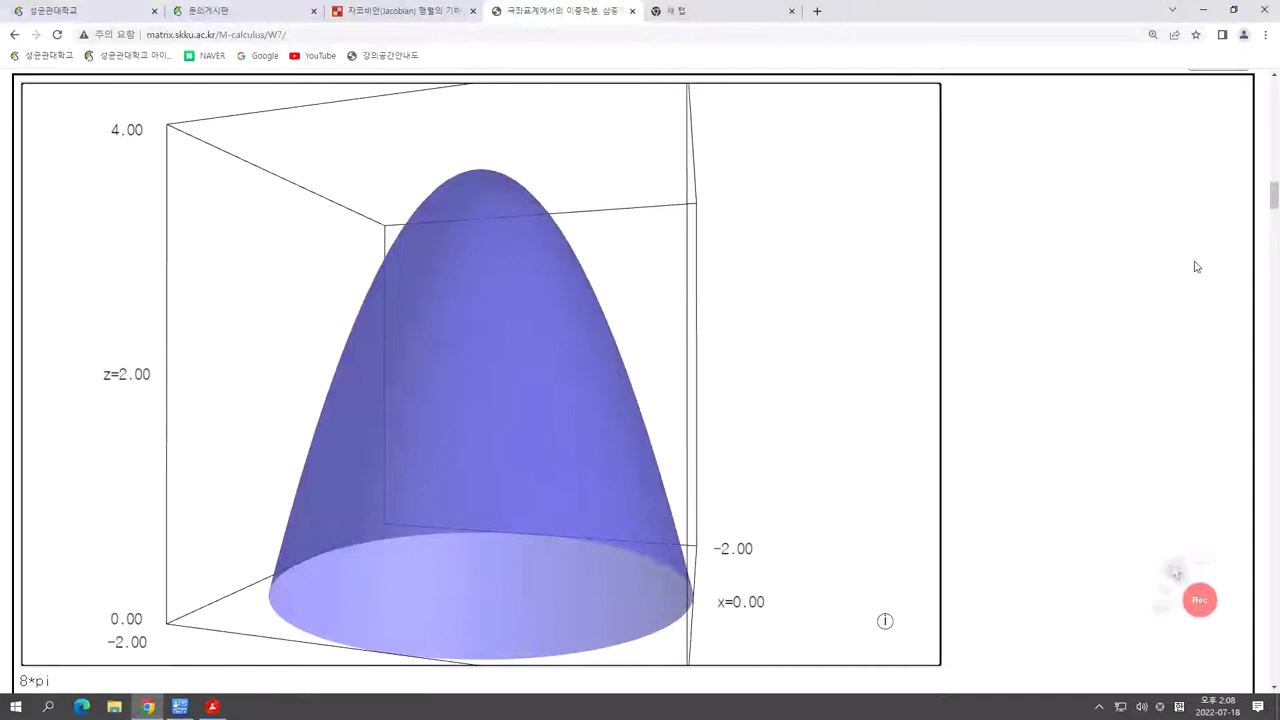 성균관대학교
문의게시판
자코비안(Jacobian) 행렬의 기하
극좌표계에서의 이중적분, 삼중적
새 탭
주의 요함
matrix.skku.ac.kr/M-calculus/W7/
성균관대학교
성균관대학교 아이...
NAVER
Google
YouTube
강의공간안내도
4.00
z=2.00
0.00
-2.00
-2.00
x=0.00
Rec
8*pi
오후 2:08
2022-07-18